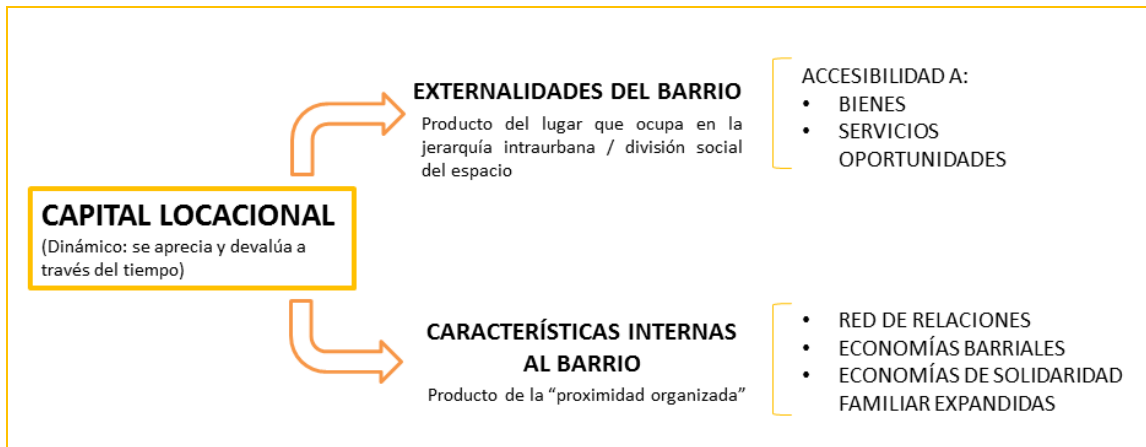 CAPITAL LOCACIONAL
(Dinámico: se aprecia y devalúa a
través del tiempo)
EXTERNALIDADES DEL BARRIO
Producto del lugar que ocupa en la
jerarquía intraurbana / división social
del espacio
ACCESIBILIDAD A:
• BIENES
• SERVICIOS
OPORTUNIDADES
CARACTERÍSTICAS INTERNAS
AL BARRIO
Producto de la “proximidad organizada”
• RED DE RELACIONES
• ECONOMÍAS BARRIALES
• ECONOMÍAS DE SOLIDARIDAD
FAMILIAR EXPANDIDAS